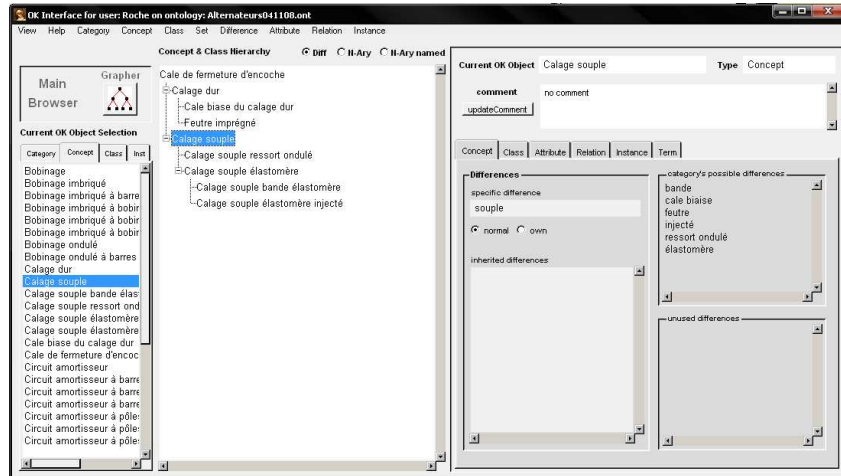 OK Interface for user: Roche on ontology: Alternateurs041108.ont
View Help Category Concept Class Set Difference Attribute Relation Instance
Main
Browser
Grapher
Current OK Object Selection
Category Concept Class Inst
Bobinage
Bobinage imbriqué
Bobinage imbriqué à barre
Bobinage imbriqué à bobir
Bobinage imbriqué à bobir
Bobinage ondulé
Bobinage ondulé à barres
Calage dur
Calage souple
Calage souple bande élas
Calage souple ressort ond
Calage souple élastomère
Calage souple élastomère
Cale biase du calage dur
Cale de fermeture d'encoc
Circuit amortisseur
Circuit amortisseur à barre
Circuit amortisseur à barre
Circuit amortisseur à barre
Circuit amortisseur à pôle
Circuit amortisseur à pôle
Circuit amortisseur à pôle
Concept & Class Hierarchy
Diff N-Ary N-Ary named
Cale de fermeture d'encoche
Calage dur
Cale biase du calage dur
Feutre imprégné
Calage souple
Calage souple ressort ondulé
Calage souple élastomère
Calage souple bande élastomère
Calage souple élastomère injecté
Current OK Object Calage souple Type Concept
comment
updateComment
no comment
Concept Class Attribute Relation Instance Term
Differences
specific difference
souple
normal own
inherited differences
category's possible differences
bande
cale biaise
feutre
injecté
ressort ondulé
élastomère
unused differences